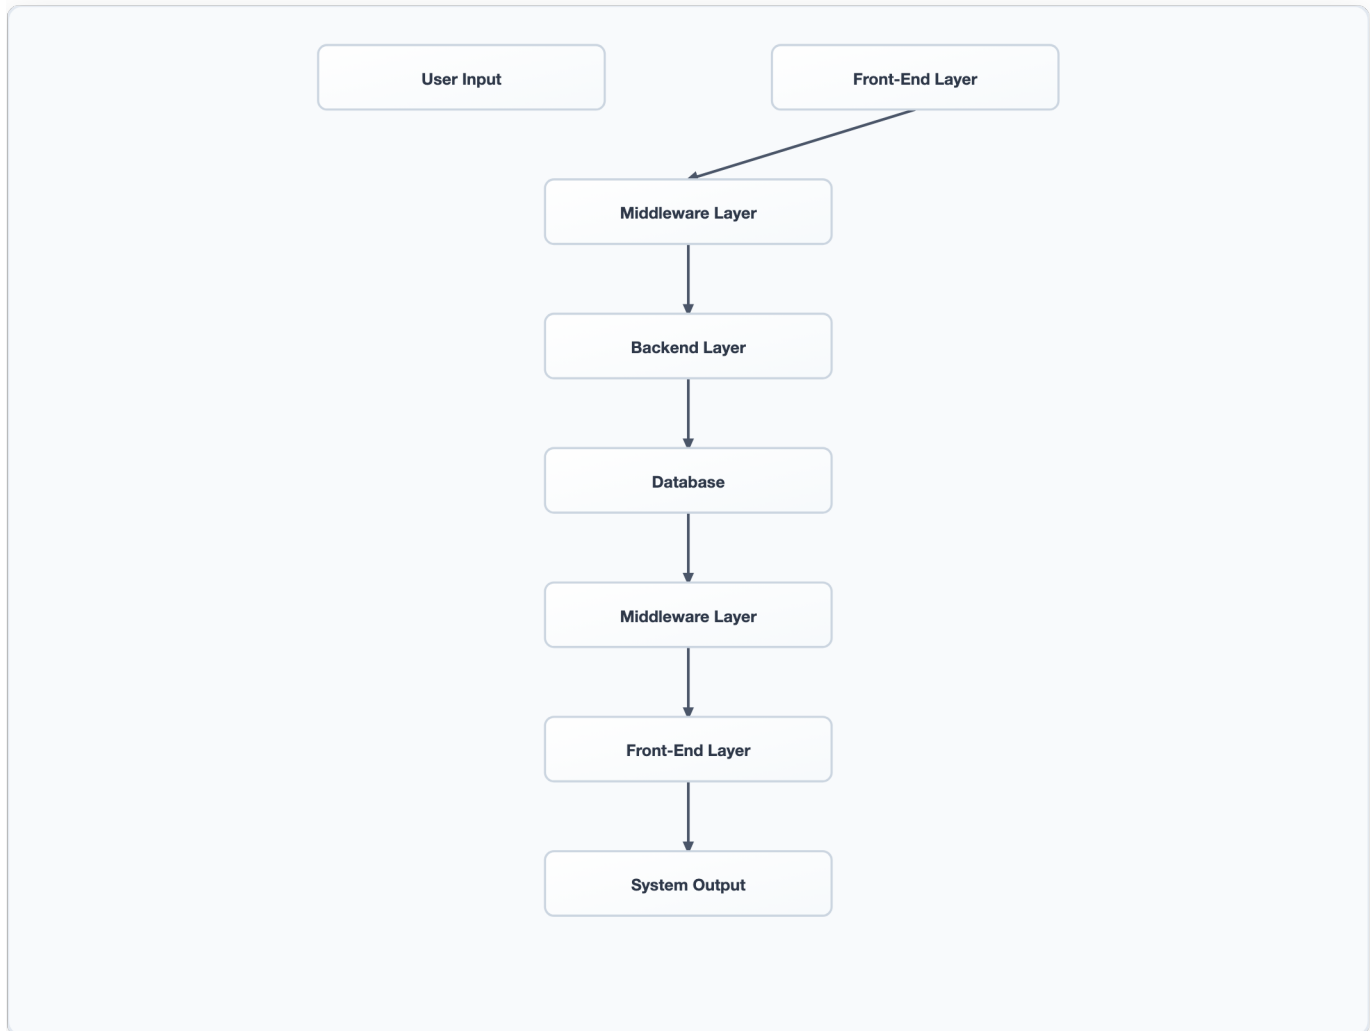 User Input
Front-End Layer
Middleware Layer
Backend Layer
Database
Middleware Layer
Front-End Layer
System Output